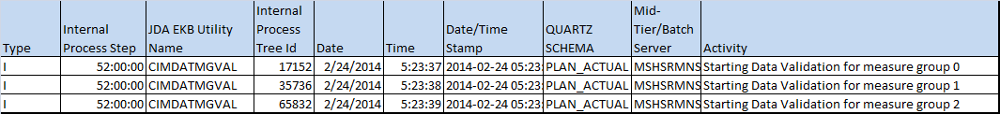 Type Internal Process Step JDA EKB Utility Name Internal Process Tree Id Date Time Date/Time Stamp QUARTZ SCHEMA Mid-Tier/Batch Server Activity
I 52:00:00 CIMDATMGVAL 17152 2/24/2014 5:23:37 2014-02-24 05:23: PLAN_ACTUAL MSHSRMNS Starting Data Validation for measure group 0
I 52:00:00 CIMDATMGVAL 35736 2/24/2014 5:23:38 2014-02-24 05:23: PLAN_ACTUAL MSHSRMNS Starting Data Validation for measure group 1
I 52:00:00 CIMDATMGVAL 65832 2/24/2014 5:23:39 2014-02-24 05:23: PLAN_ACTUAL MSHSRMNS Starting Data Validation for measure group 2